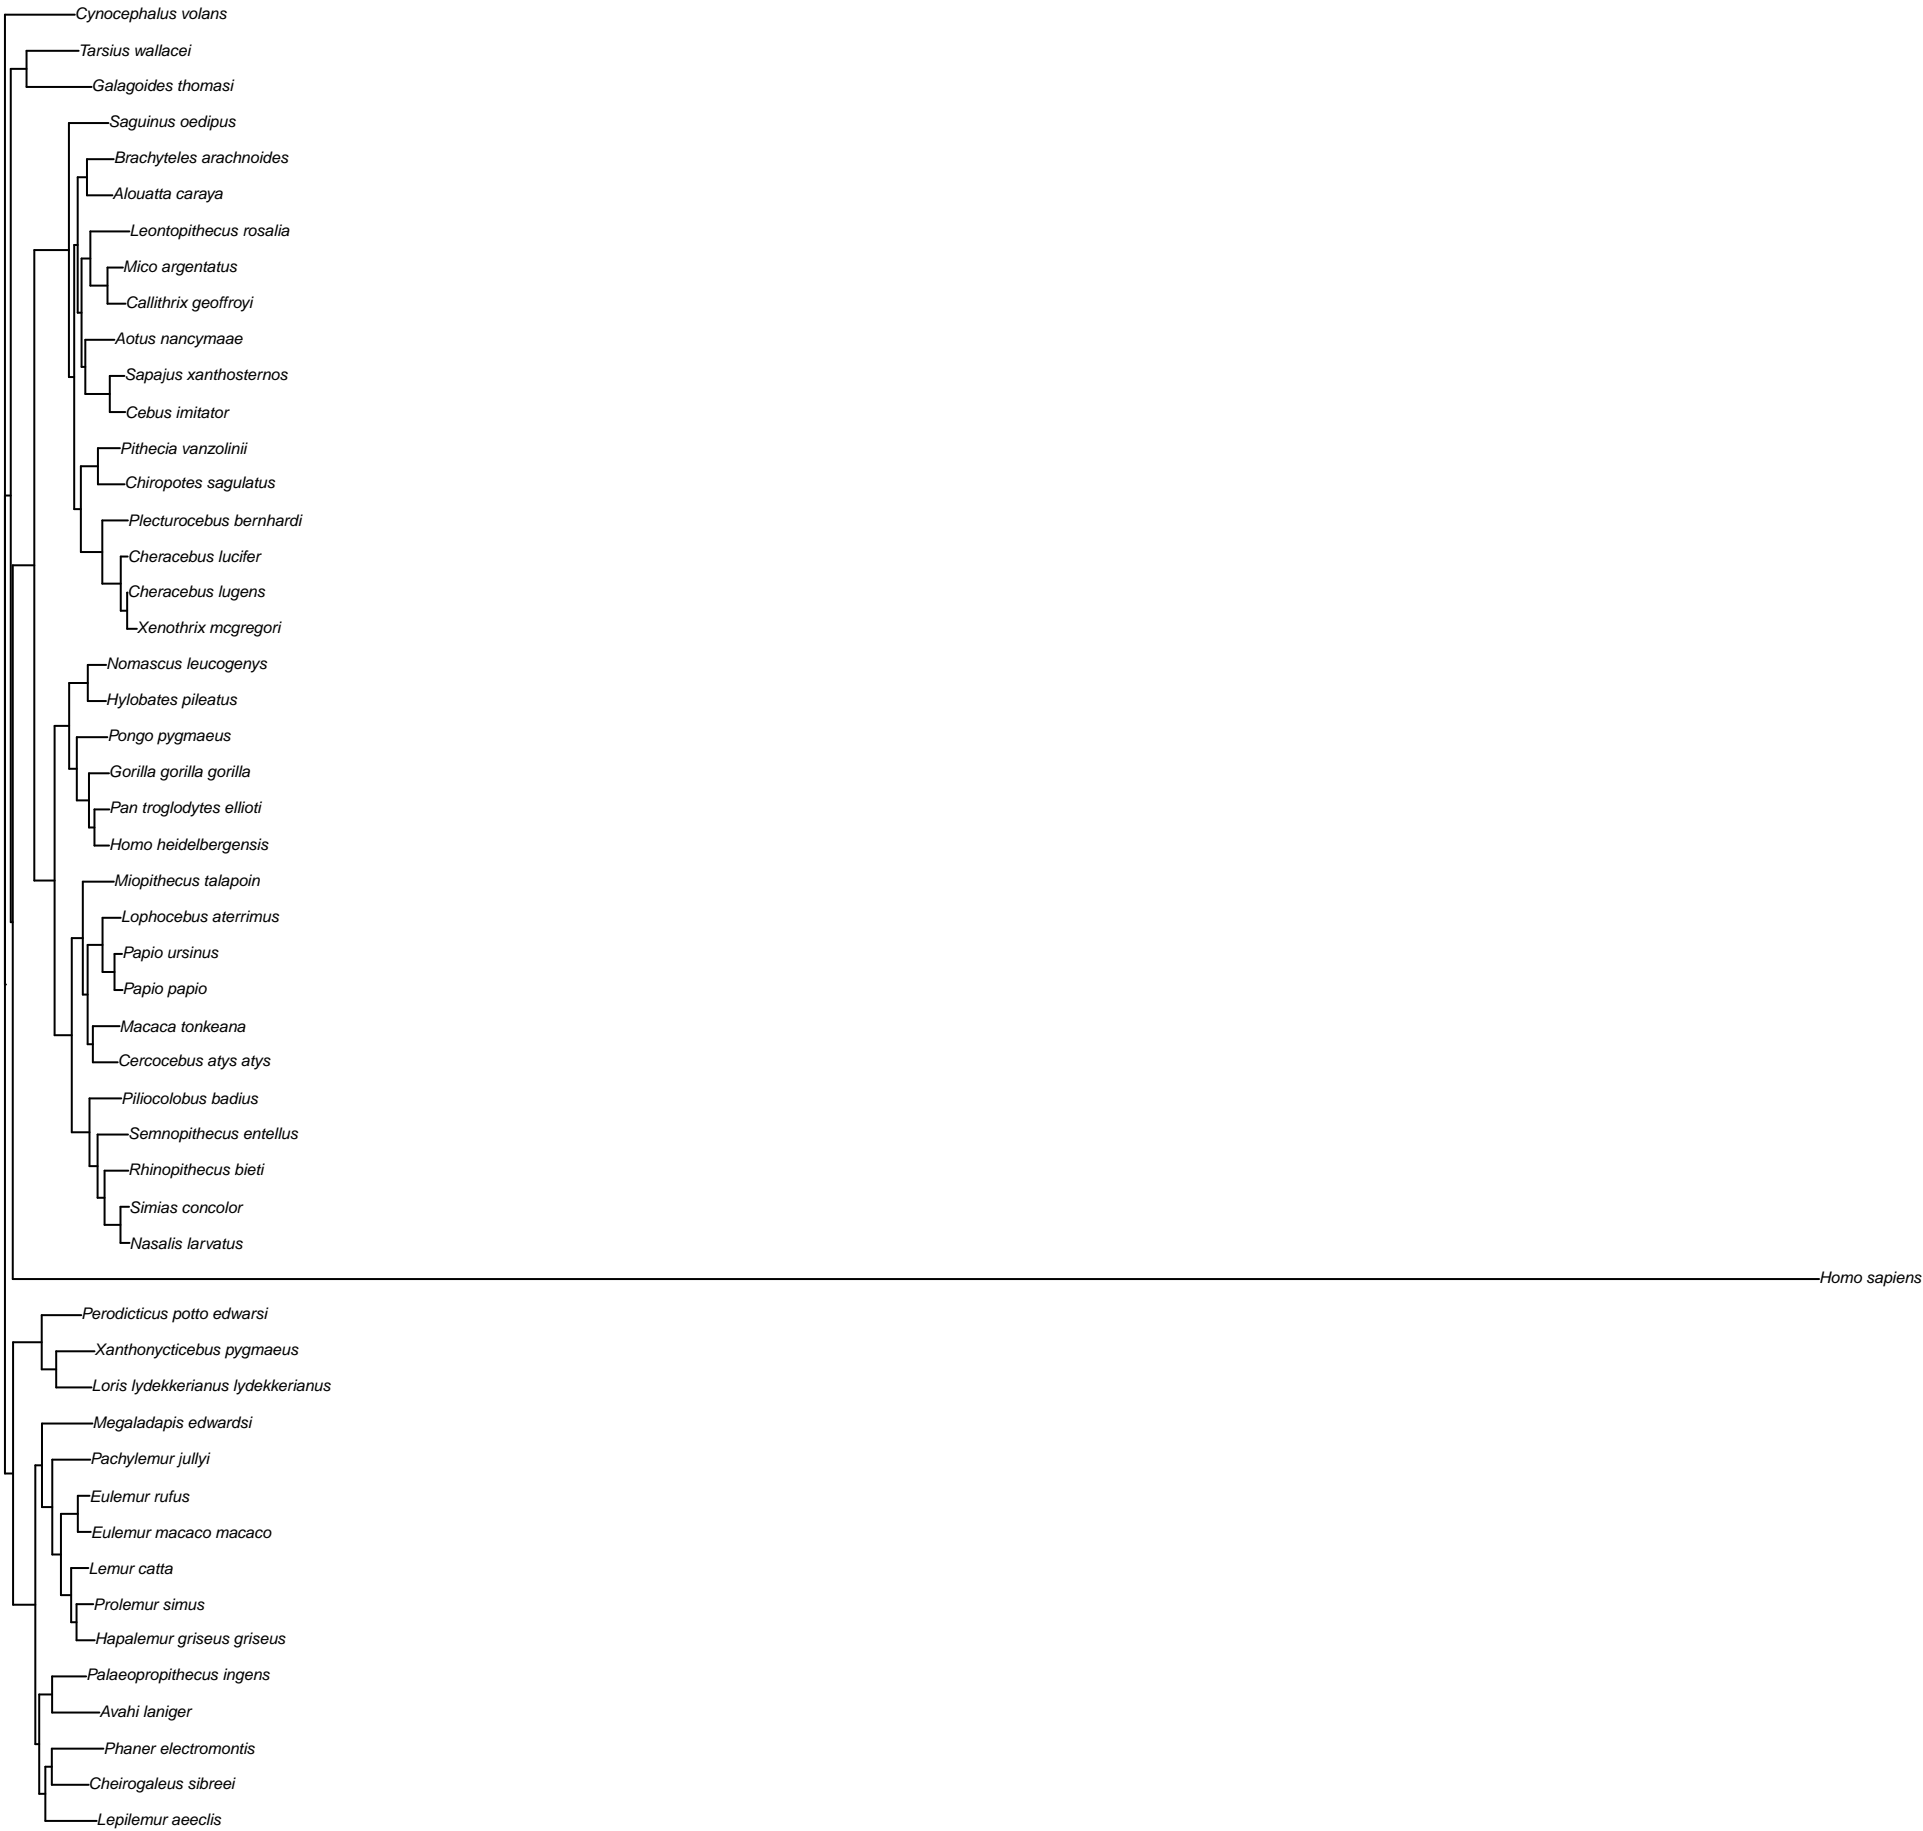 Cynocephalus volans
Tarsius wallacei
Galagoides thomasi
Saguinus oedipus
Brachyteles arachnoides
Alouatta caraya
Leontopithecus rosalia
Mico argentatus
Callithrix geoffroyi
Aotus nancymaae
Sapajus xanthosternos
Cebus imitator
Pithecia vanzolinii
Chiropotes sagulatus
Plecturocebus bernhardi
Cheracebus lucifer
Cheracebus lugens
Xenothrix mcgregori
Nomascus leucogenys
Hylobates pileatus
Pongo pygmaeus
Gorilla gorilla gorilla
Pan troglodytes ellioti
Homo heidelbergensis
Miopithecus talapoin
Lophocebus aterrimus
Papio ursinus
Papio papio
Macaca tonkeana
Cercocebus atys atys
Piliocolobus badius
Semnopithecus entellus
Rhinopithecus bieti
Simias concolor
Nasalis larvatus
Homo sapiens
Perodicticus potto edwarsi
Xanthonycticebus pygmaeus
Loris lydekkerianus lydekkerianus
Megaladapis edwardsi
Pachylemur jullyi
Eulemur rufus
Eulemur macaco macaco
Lemur catta
Prolemur simus
Hapalemur griseus griseus
Palaeopropithecus ingens
Avahi laniger
Phaner electromontis
Cheirogaleus sibreei
Lepilemur aeeclis